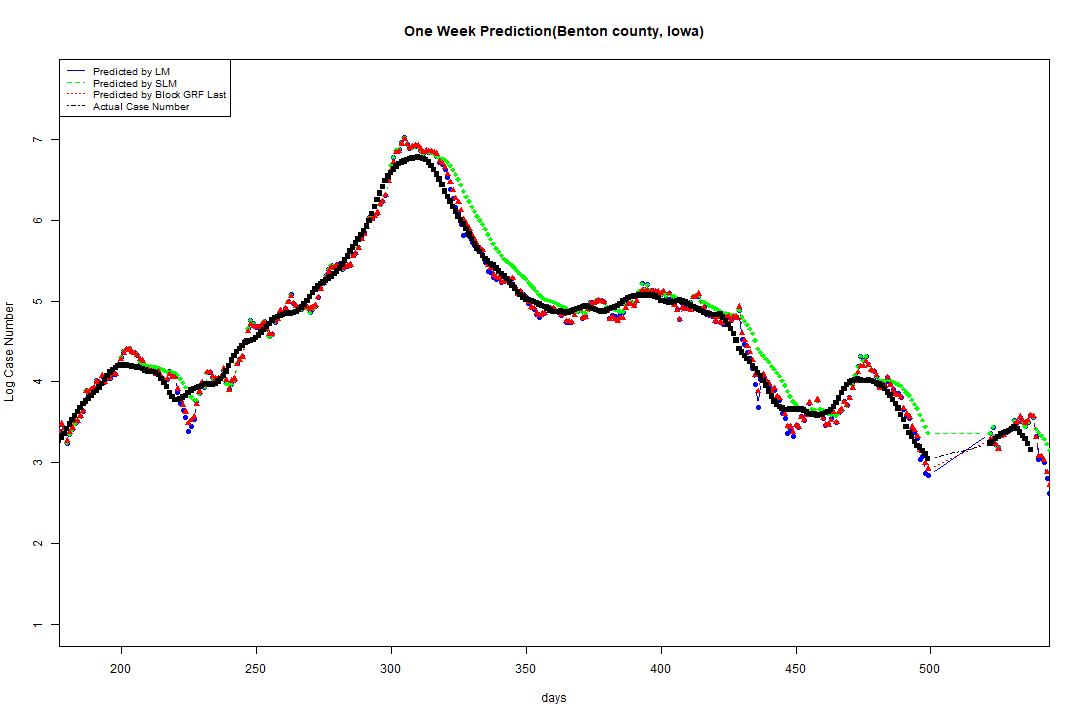 One Week Prediction(Benton county, Iowa)
Predicted by LM
Predicted by SLM
Predicted by Block GRF Last
Actual Case Number
7
6
5
4
3
2
1
Log Case Number
200 250 300 350 400 450 500
days